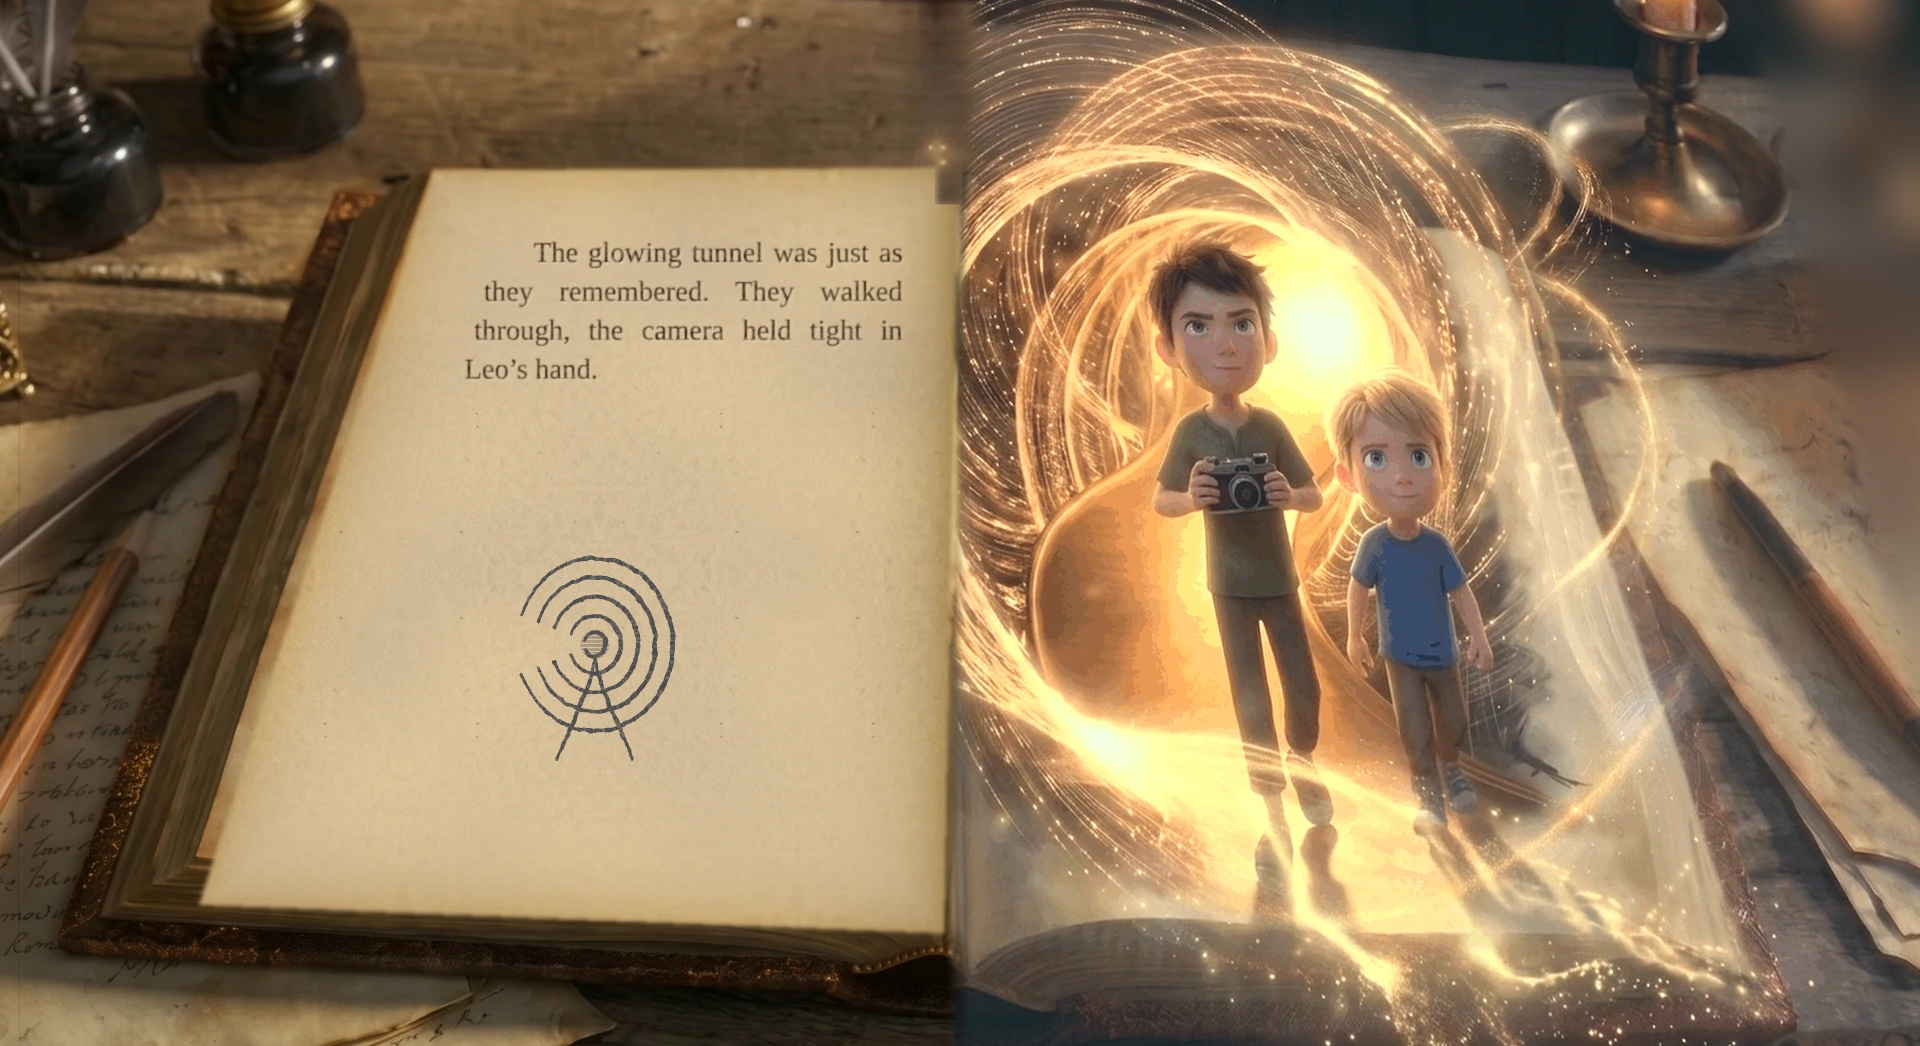 The glowing tunnel was just as
they remembered. They walked
through, the camera held tight in
Leo’s hand.